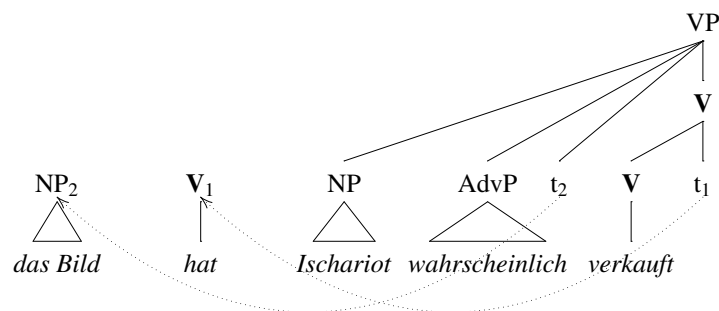 VP
V
NP₂ V₁ NP AdvP t₂ V t₁
das Bild hat Ischariot wahrscheinlich verkauft